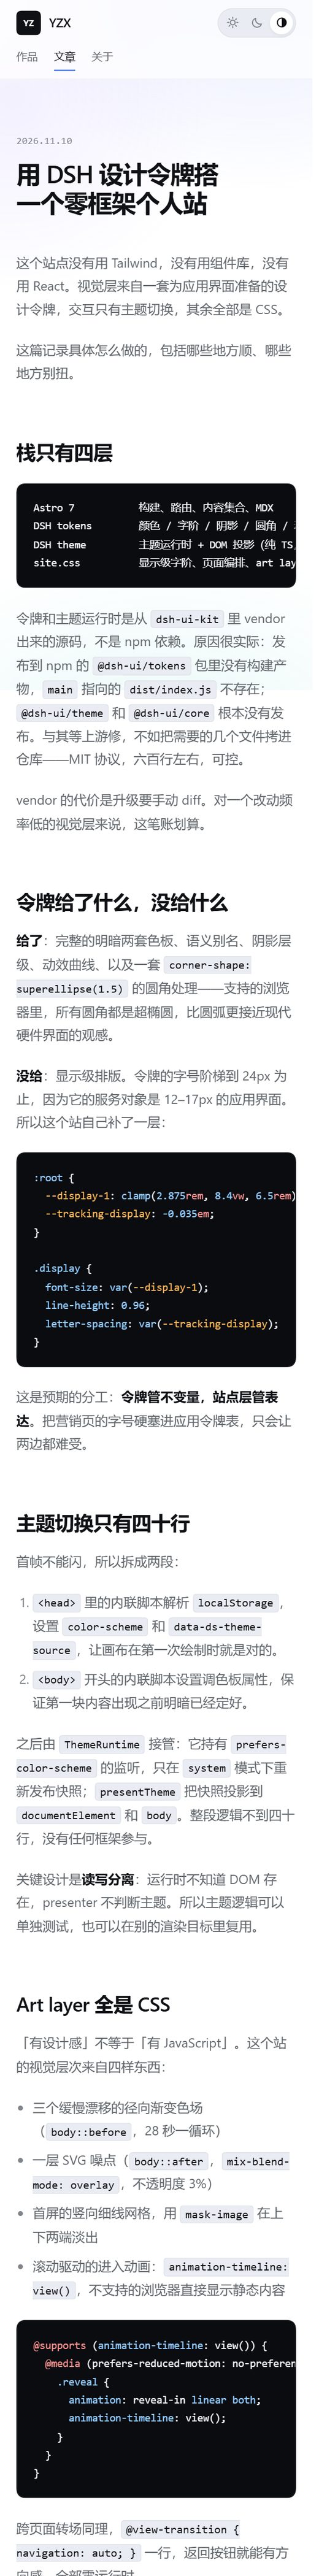 YZ YZX
作品 文章 关于
2026.11.10
用 DSH 设计令牌搭
一个零框架个人站
这个站点没有用 Tailwind，没有用组件库，没有
用 React。视觉层来自一套为应用界面准备的设
计令牌，交互只有主题切换，其余全部是 CSS。
这篇记录具体怎么做的，包括哪些地方顺、哪些
地方别扭。
栈只有四层
Astro 7 构建、路由、内容集合、MDX
DSH tokens 颜色 / 字阶 / 阴影 / 圆角 /
DSH theme 主题运行时 + DOM 投影（纯 TS
site.css 显示级字阶、页面编排、art lay
令牌和主题运行时是从 dsh-ui-kit 里 vendor
出来的源码，不是 npm 依赖。原因很实际：发
布到 npm 的 @dsh-ui/tokens 包里没有构建产
物，main 指向的 dist/index.js 不存在；
@dsh-ui/theme 和 @dsh-ui/core 根本没有发
布。与其等上游修，不如把需要的几个文件拷进
仓库——MIT 协议，六百行左右，可控。
vendor 的代价是升级要手动 diff。对一个改动频
率低的视觉层来说，这笔账划算。
令牌给了什么，没给什么
给了：完整的明暗两套色板、语义别名、阴影层
级、动效曲线、以及一套 corner-shape:
superellipse(1.5) 的圆角处理——支持的浏览
器里，所有圆角都是超椭圆，比圆弧更接近现代
硬件界面的观感。
没给：显示级排版。令牌的字号阶梯到 24px 为
止，因为它的服务对象是 12–17px 的应用界面。
所以这个站自己补了一层：
:root {
--display-1: clamp(2.875rem, 8.4vw, 6.5rem)
--tracking-display: -0.035em;
}
.display {
font-size: var(--display-1);
line-height: 0.96;
letter-spacing: var(--tracking-display);
}
这是预期的分工：令牌管不变量，站点层管表
达。把营销页的字号硬塞进应用令牌表，只会让
两边都难受。
主题切换只有四十行
首帧不能闪，所以拆成两段：
1. <head> 里的内联脚本解析 localStorage，
设置 color-scheme 和 data-ds-theme-
source，让画布在第一次绘制时就是对的。
2. <body> 开头的内联脚本设置调色板属性，保
证第一块内容出现之前明暗已经定好。
之后由 ThemeRuntime 接管：它持有 prefers-
color-scheme 的监听，只在 system 模式下重
新发布快照；presentTheme 把快照投影到
documentElement 和 body。整段逻辑不到四十
行，没有任何框架参与。
关键设计是读写分离：运行时不知道 DOM 存
在，presenter 不判断主题。所以主题逻辑可以
单独测试，也可以在别的渲染目标里复用。
Art layer 全是 CSS
「有设计感」不等于「有 JavaScript」。这个站
的视觉层次来自四样东西：
• 三个缓慢漂移的径向渐变色场
（body::before，28 秒一循环）
• 一层 SVG 噪点（body::after，mix-blend-
mode: overlay，不透明度 3%）
• 首屏的竖向细线网格，用 mask-image 在上
下两端淡出
• 滚动驱动的进入动画：animation-timeline:
view()，不支持的浏览器直接显示静态内容
@supports (animation-timeline: view()) {
@media (prefers-reduced-motion: no-preferen
.reveal {
animation: reveal-in linear both;
animation-timeline: view();
}
}
}
跨页面转场同理，@view-transition {
navigation: auto; } 一行，返回按钮就能有方